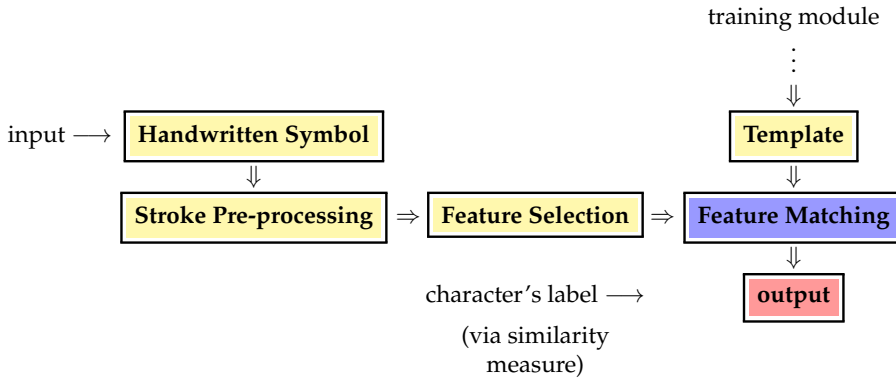 training module
⋮
⇓
input ⟶ Handwritten Symbol
Template
⇓ ⇓
Stroke Pre-processing ⇒ Feature Selection ⇒ Feature Matching
⇓
character's label ⟶ output
(via similarity
measure)